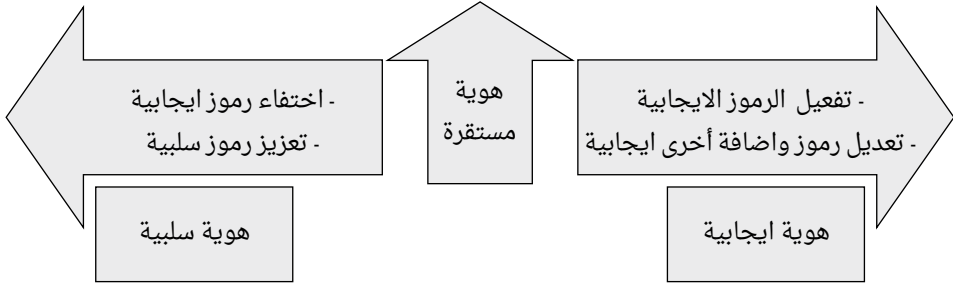 - تفعيل الرموز الايجابية
- تعديل رموز واضافة أخرى ايجابية
هوية ايجابية
هوية
مستقرة
- اختفاء رموز ايجابية
- تعزيز رموز سلبية
هوية سلبية